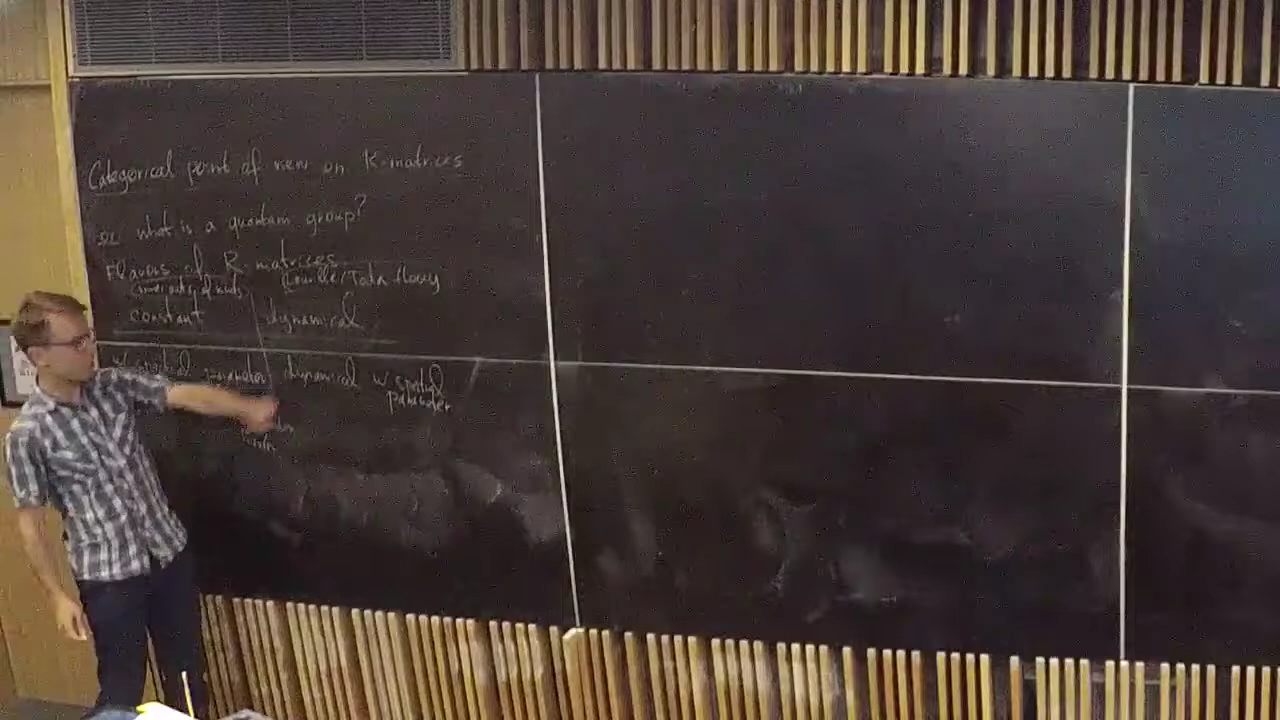 Categorical point of view on K-matrices
or what is a quantum group?
Flavors of R matrices
Liouville/Toda theory
constant dynamical
w spectral parameter dynamical w spectral
parameter